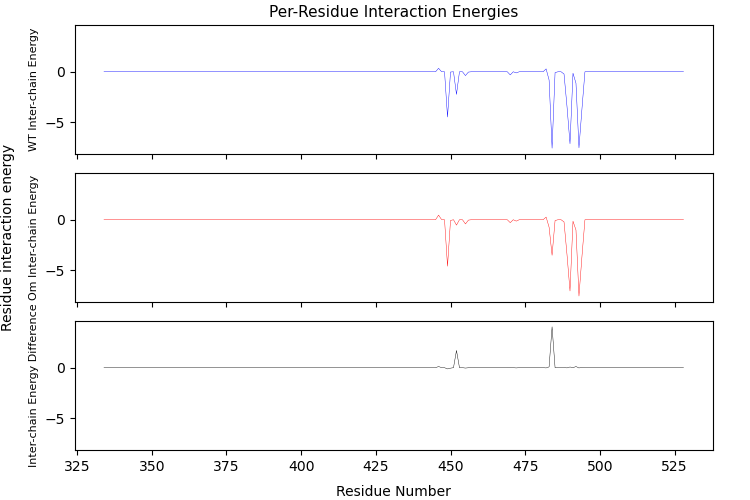 Per-Residue Interaction Energies
Residue interaction energy
WT Inter-chain Energy
0
−5
Om Inter-chain Energy
0
−5
Inter-chain Energy Difference
0
−5
325 350 375 400 425 450 475 500 525
Residue Number